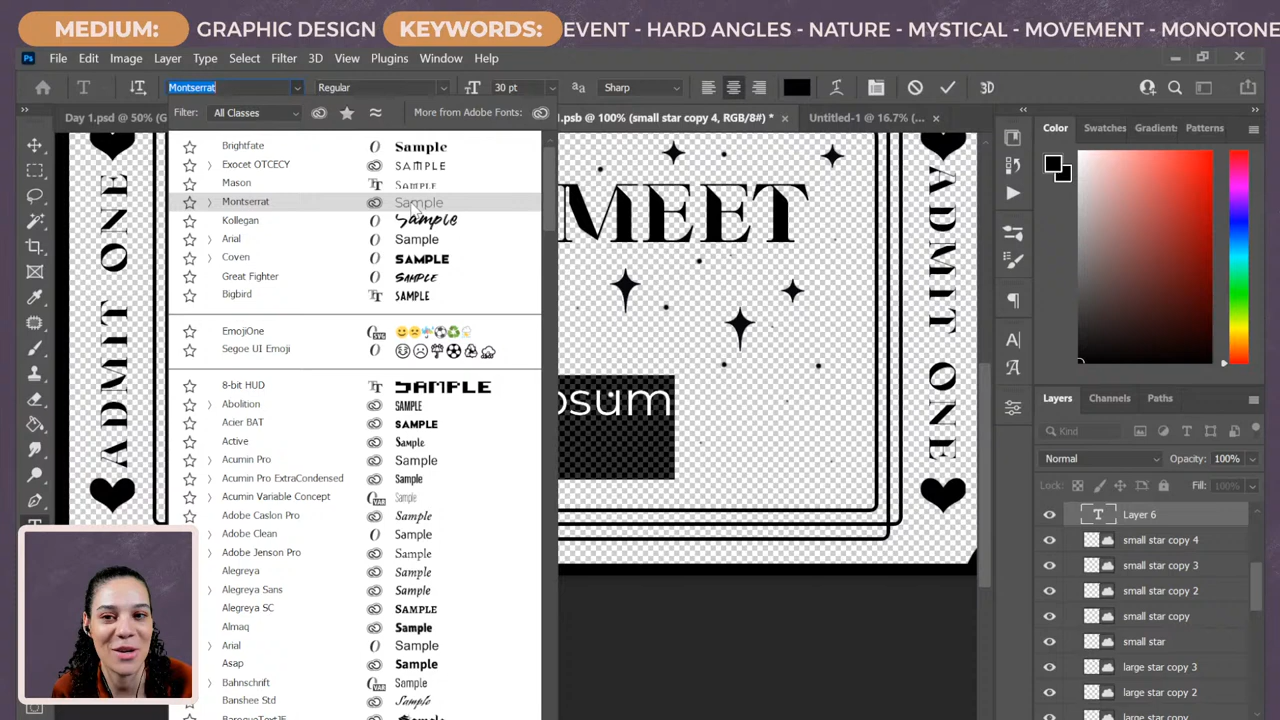 MEDIUM: GRAPHIC DESIGN KEYWORDS: EVENT - HARD ANGLES - NATURE - MYSTICAL - MOVEMENT - MONOTONE
Ps File Edit Image Layer Type Select Filter 3D View Plugins Window Help
T Montserrat Regular 30 pt Sharp 3D
Filter: All Classes More from Adobe Fonts:
Day 1.psd @ 50% (G
1.psb @ 100% (small star copy 4, RGB/8#) *
Untitled-1 @ 16.7%
Color Swatches Gradients Patterns
Brightfate Sample
Exocet OTCECY SAMPLE
Mason SAMPLE
Montserrat Sample
Kollegan Sample
Arial Sample
Coven SAMPLE
Great Fighter SAMPLE
Bigbird SAMPLE
EmojiOne
Segoe UI Emoji
8-bit HUD SAMPLE
Abolition SAMPLE
Acier BAT SAMPLE
Active Sample
Acumin Pro Sample
Acumin Pro ExtraCondensed Sample
Acumin Variable Concept Sample
Adobe Caslon Pro Sample
Adobe Clean Sample
Adobe Jenson Pro Sample
Alegreya Sample
Alegreya Sans Sample
Alegreya SC SAMPLE
Almaq Sample
Arial Sample
Asap Sample
Bahnschrift Sample
Banshee Std Sample
ADMIT ONE
MEET
psum
ADMIT ONE
Layers Channels Paths
Kind
Normal Opacity: 100%
Lock: Fill: 100%
T Layer 6
small star copy 4
small star copy 3
small star copy 2
small star copy
small star
large star copy 3
large star copy 2
large star copy